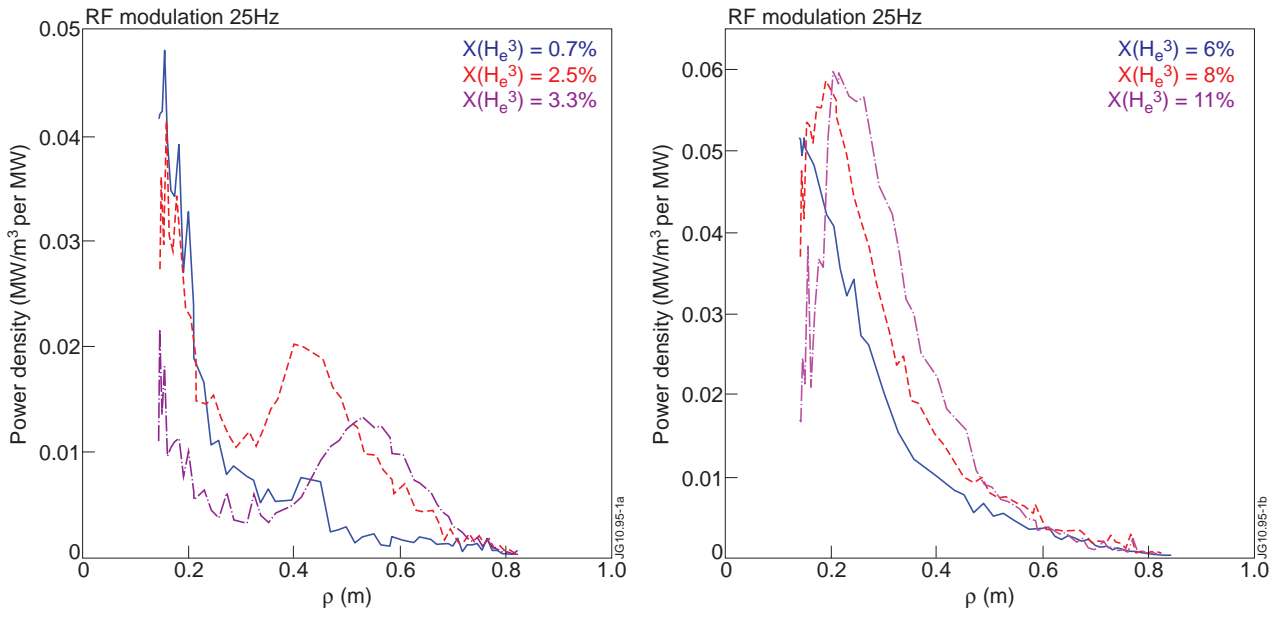 RF modulation 25Hz
X(He3) = 0.7%
X(He3) = 2.5%
X(He3) = 3.3%
Power density (MW/m3 per MW)
0.05
0.04
0.03
0.02
0.01
0
0 0.2 0.4 0.6 0.8 1.0
ρ (m)
JG10.95-1a
RF modulation 25Hz
X(He3) = 6%
X(He3) = 8%
X(He3) = 11%
Power density (MW/m3 per MW)
0.06
0.05
0.04
0.03
0.02
0.01
0
0 0.2 0.4 0.6 0.8 1.0
ρ (m)
JG10.95-1b